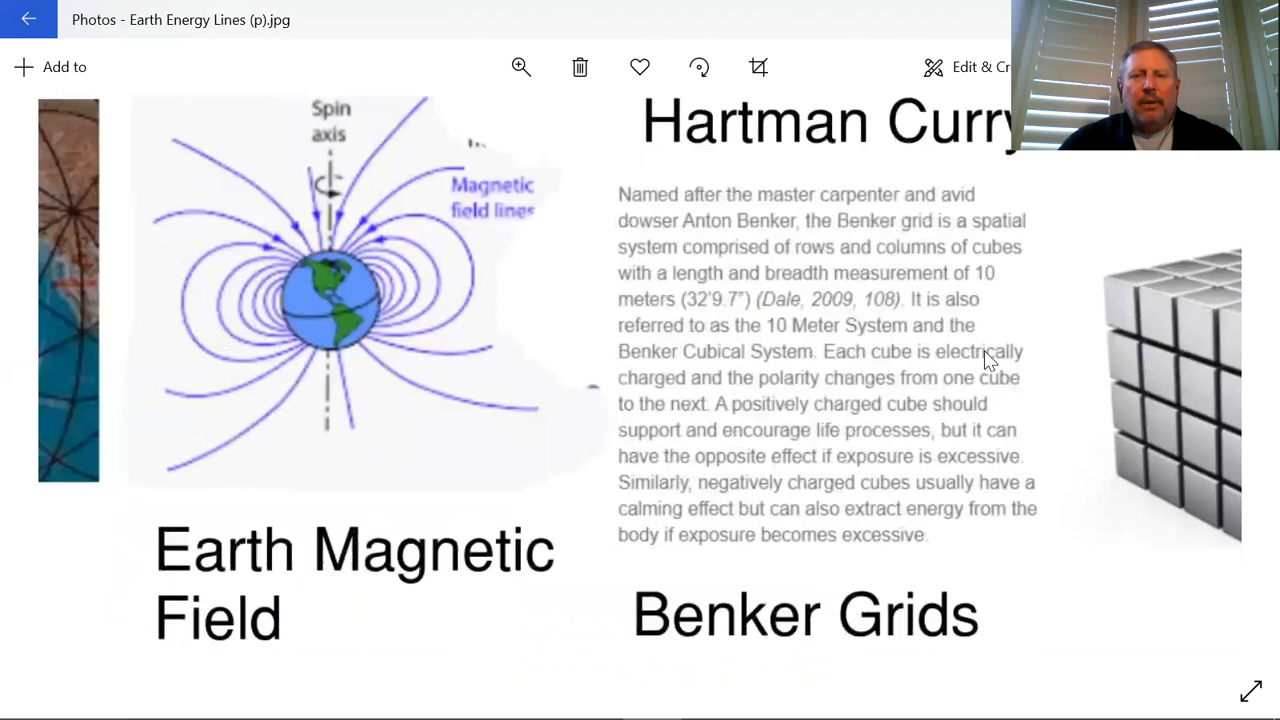 Photos - Earth Energy Lines (p).jpg
Add to
Edit & Cr
Spin
axis
Magnetic
field lines
Earth Magnetic
Field
Hartman Curry
Named after the master carpenter and avid
dowser Anton Benker, the Benker grid is a spatial
system comprised of rows and columns of cubes
with a length and breadth measurement of 10
meters (32'9.7") (Dale, 2009, 108). It is also
referred to as the 10 Meter System and the
Benker Cubical System. Each cube is electrically
charged and the polarity changes from one cube
to the next. A positively charged cube should
support and encourage life processes, but it can
have the opposite effect if exposure is excessive.
Similarly, negatively charged cubes usually have a
calming effect but can also extract energy from the
body if exposure becomes excessive.
Benker Grids